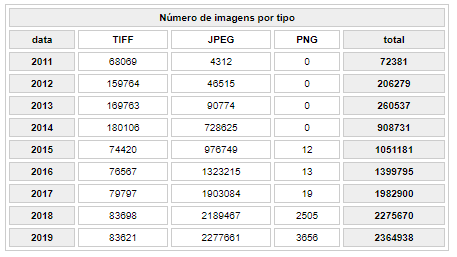 Número de imagens por tipo
data TIFF JPEG PNG total
2011 68069 4312 0 72381
2012 159764 46515 0 206279
2013 169763 90774 0 260537
2014 180106 728625 0 908731
2015 74420 976749 12 1051181
2016 76567 1323215 13 1399795
2017 79797 1903084 19 1982900
2018 83698 2189467 2505 2275670
2019 83621 2277661 3656 2364938